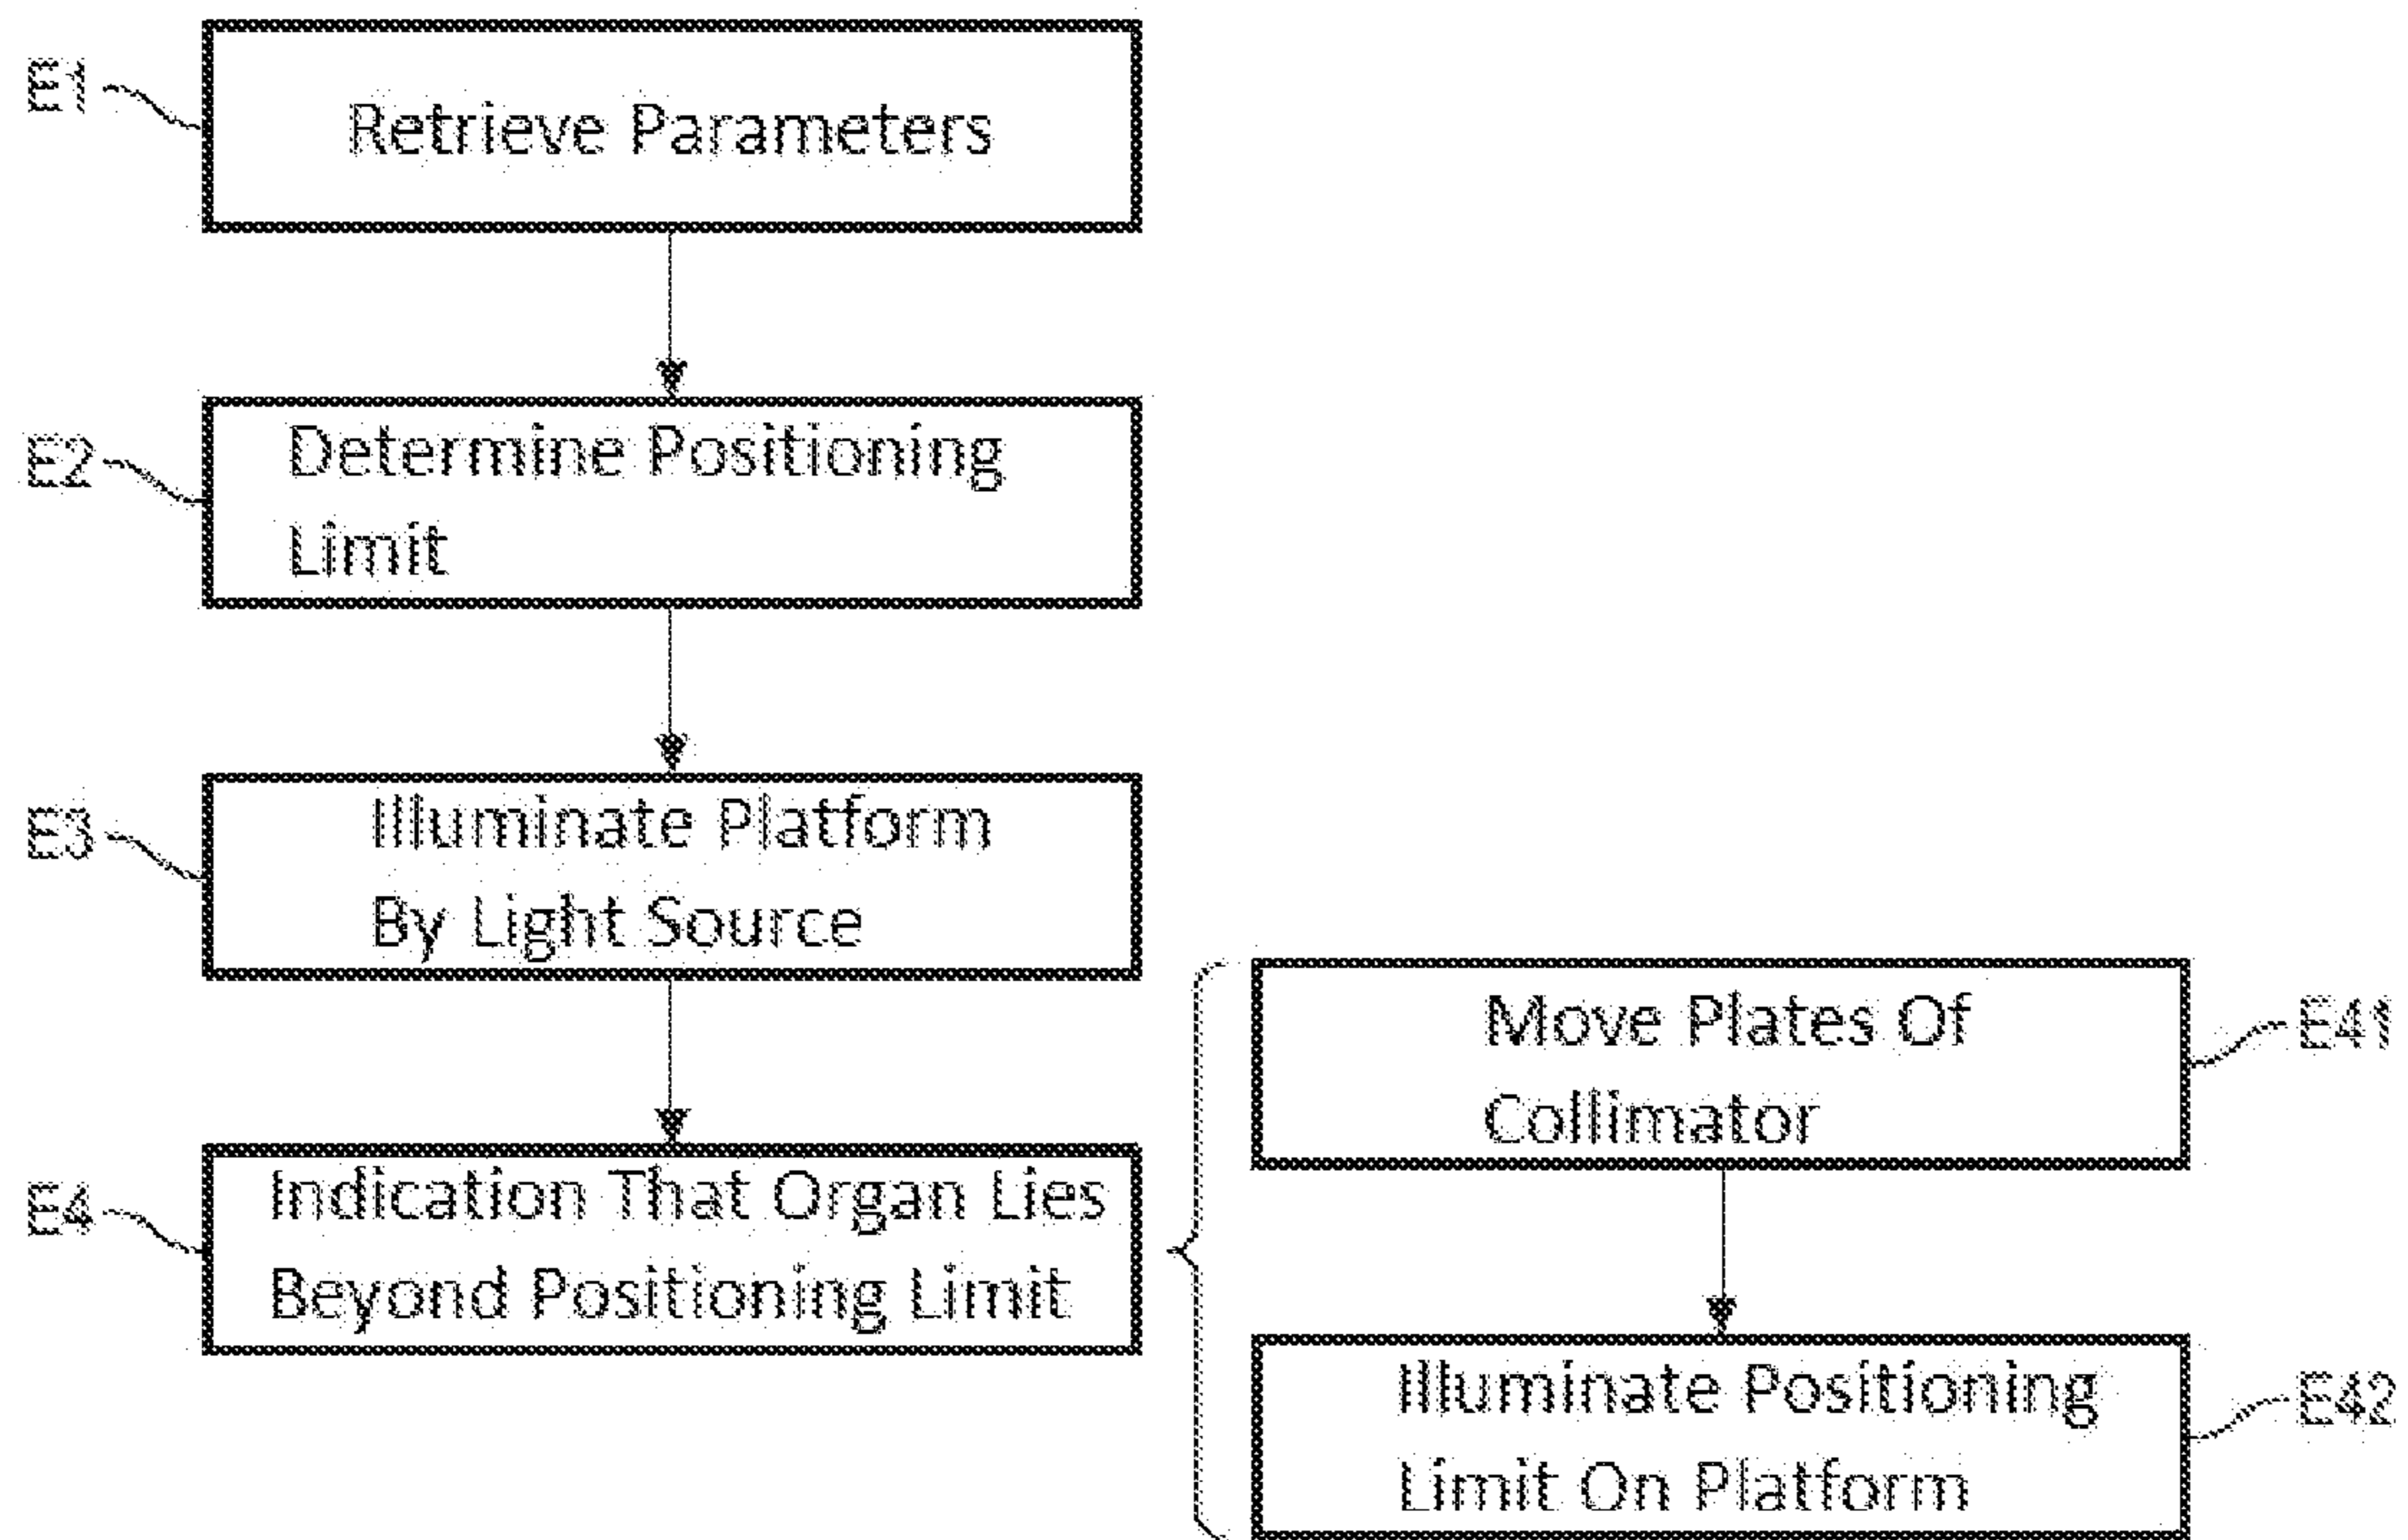 E1
Retrieve Parameters
E2
Determine Positioning
Limit
E3
Illuminate Platform
By Light Source
E4
Indication That Organ Lies
Beyond Positioning Limit
Move Plates Of
Collimator
E41
Illuminate Positioning
Limit On Platform
E42